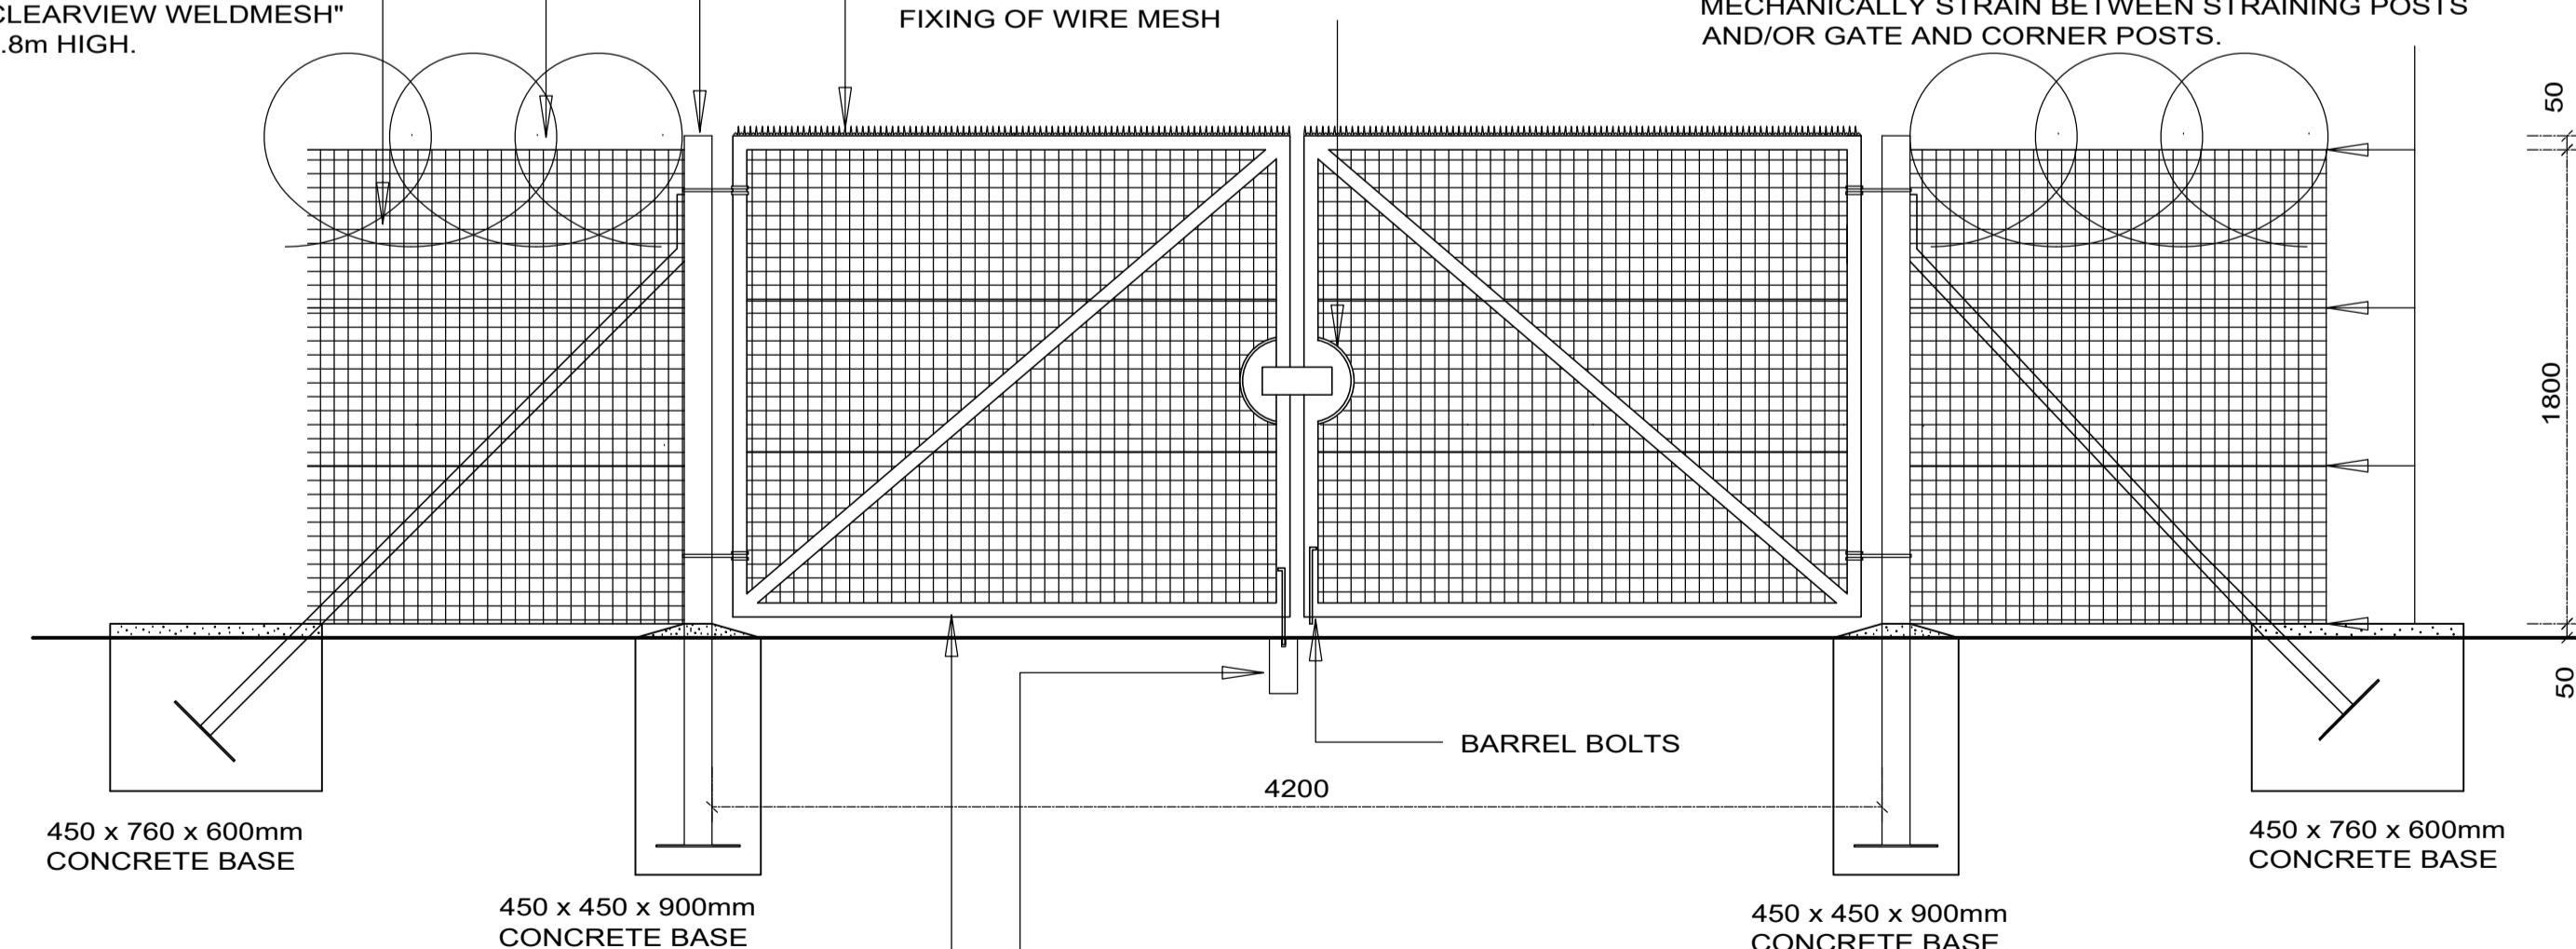 CLEARVIEW WELDMESH"
.8m HIGH.
FIXING OF WIRE MESH
MECHANICALLY STRAIN BETWEEN STRAINING POSTS
AND/OR GATE AND CORNER POSTS.
50
1800
50
BARREL BOLTS
4200
450 x 760 x 600mm
CONCRETE BASE
450 x 450 x 900mm
CONCRETE BASE
450 x 450 x 900mm
CONCRETE BASE
450 x 760 x 600mm
CONCRETE BASE